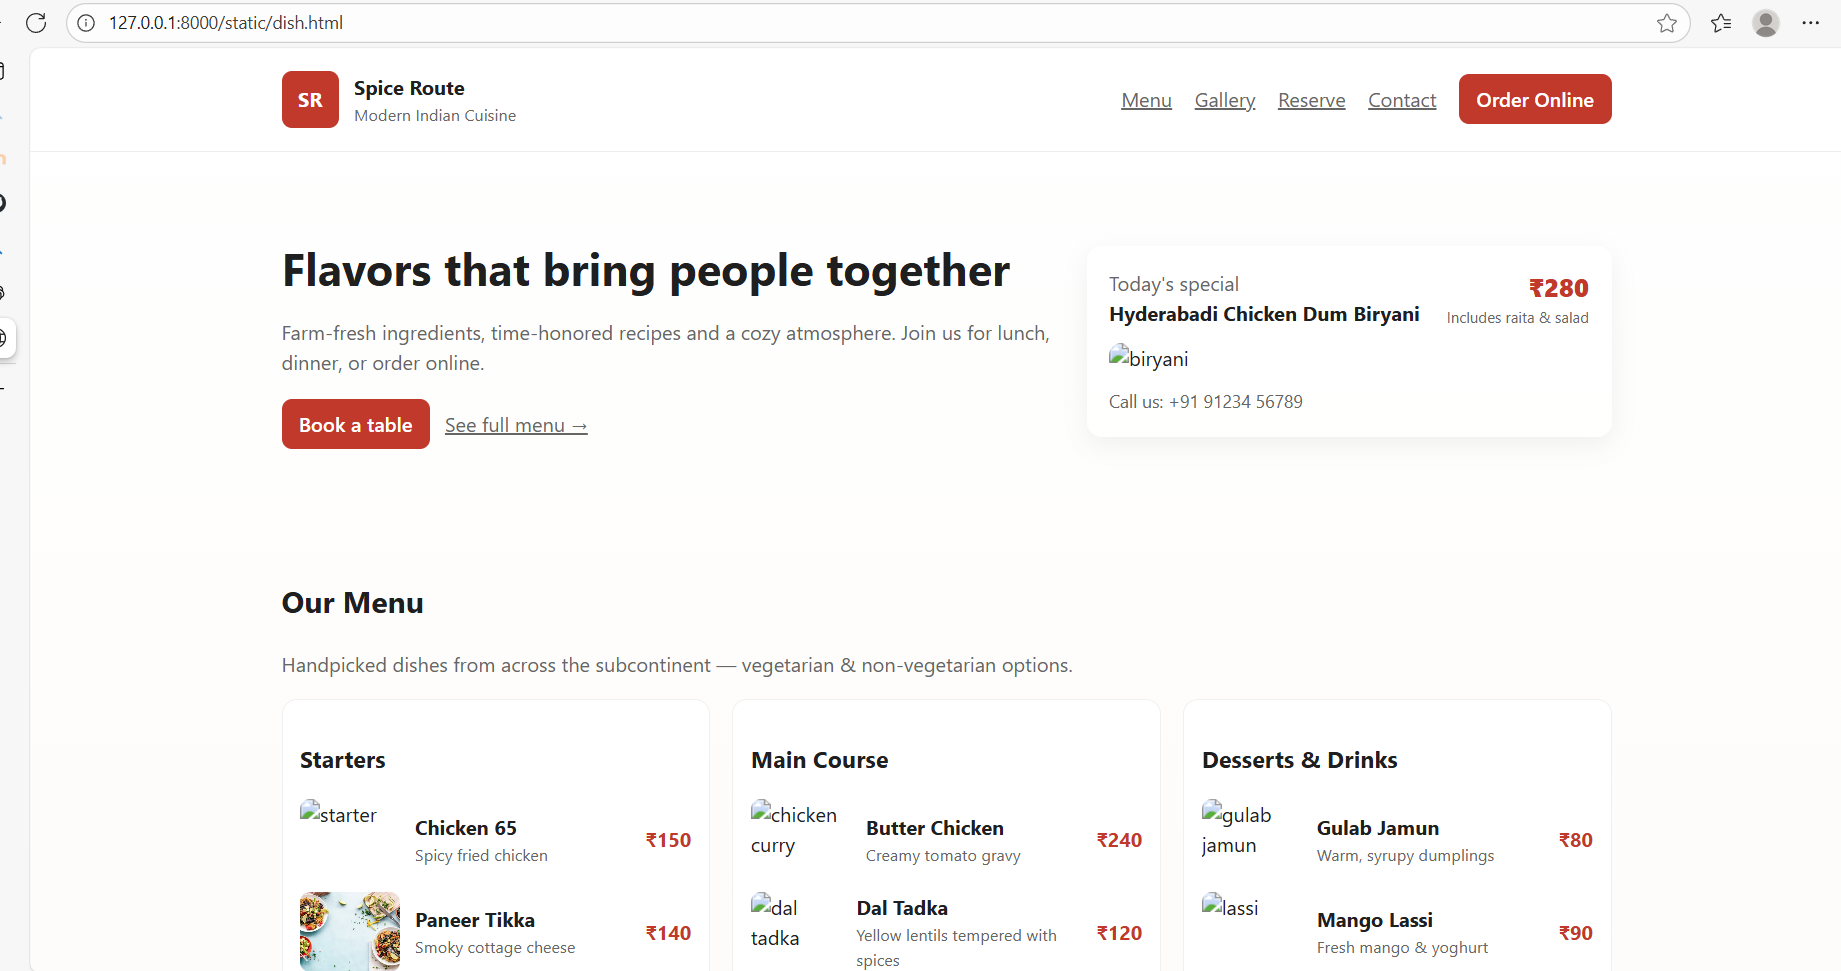 127.0.0.1:8000/static/dish.html
SR
Spice Route
Modern Indian Cuisine
Menu
Gallery
Reserve
Contact
Order Online
Flavors that bring people together
Farm-fresh ingredients, time-honored recipes and a cozy atmosphere. Join us for lunch,
dinner, or order online.
Book a table
See full menu →
Today's special
₹280
Hyderabadi Chicken Dum Biryani
Includes raita & salad
biryani
Call us: +91 91234 56789
Our Menu
Handpicked dishes from across the subcontinent — vegetarian & non-vegetarian options.
Starters
starter
Chicken 65
Spicy fried chicken
₹150
Paneer Tikka
Smoky cottage cheese
₹140
Main Course
chicken
curry
Butter Chicken
Creamy tomato gravy
₹240
dal
tadka
Dal Tadka
Yellow lentils tempered with
spices
₹120
Desserts & Drinks
gulab
jamun
Gulab Jamun
Warm, syrupy dumplings
₹80
lassi
Mango Lassi
Fresh mango & yoghurt
₹90